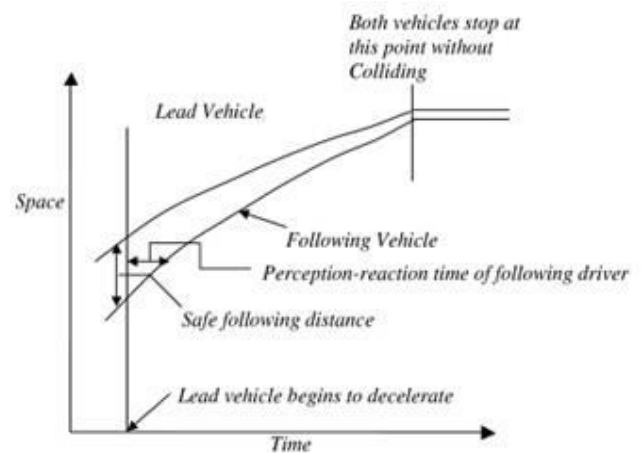 Both vehicles stop at
this point without
Colliding
Lead Vehicle
Space
Following Vehicle
Perception-reaction time of following driver
Safe following distance
Lead vehicle begins to decelerate
Time